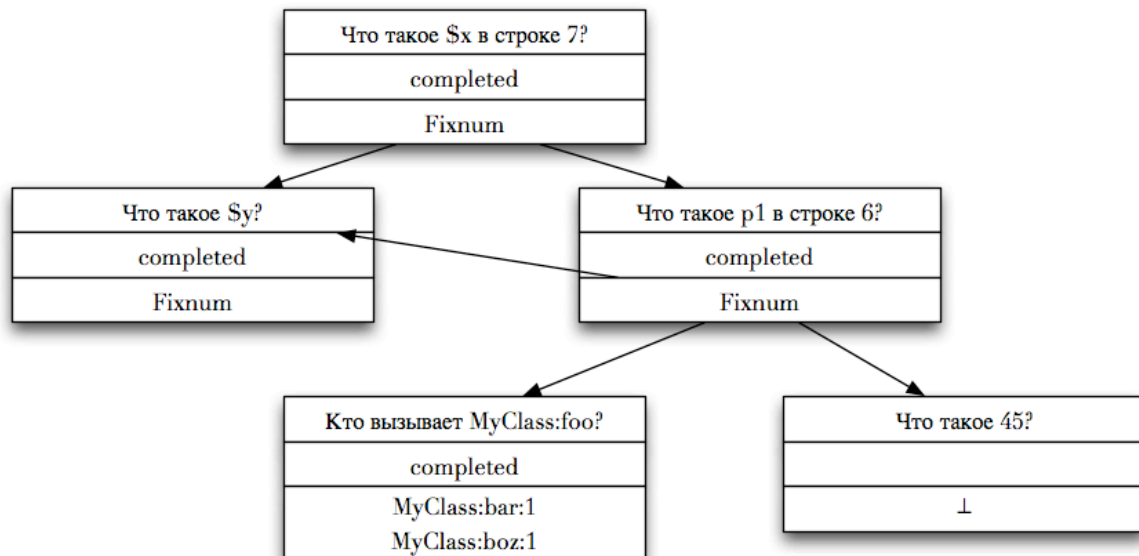 Что такое $x в строке 7?
completed
Fixnum
Что такое $y?
completed
Fixnum
Что такое p1 в строке 6?
completed
Fixnum
Кто вызывает MyClass:foo?
completed
MyClass:bar:1
MyClass:boz:1
Что такое 45?
⊥